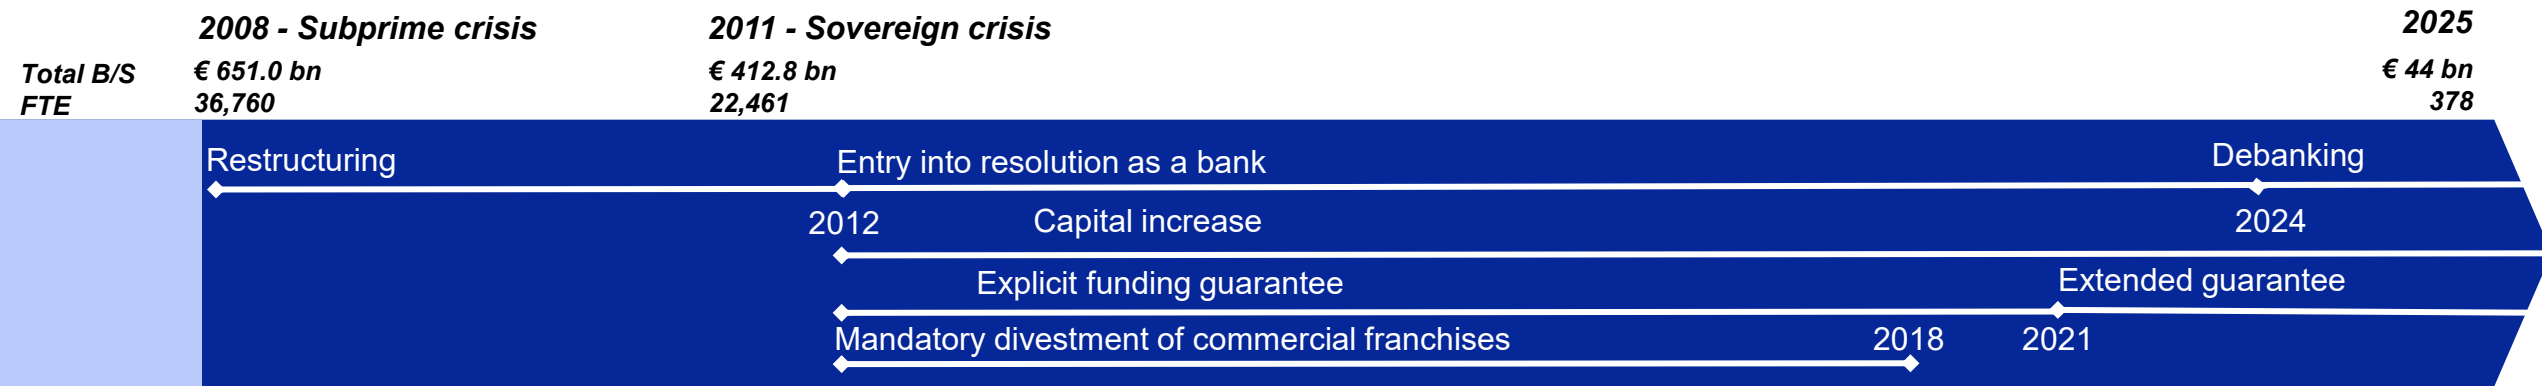 2008 - Subprime crisis 2011 - Sovereign crisis 2025
Total B/S € 651.0 bn € 412.8 bn € 44 bn
FTE 36,760 22,461 378
Restructuring Entry into resolution as a bank Debanking
2012 Capital increase 2024
Explicit funding guarantee Extended guarantee
Mandatory divestment of commercial franchises 2018 2021